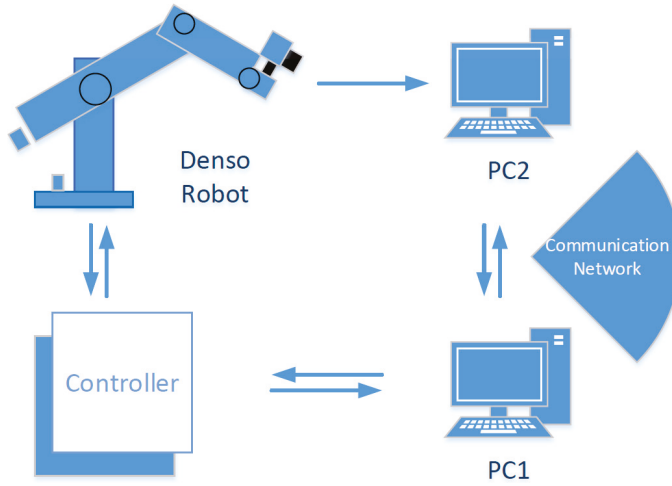 Denso
Robot
PC2
Communication
Network
Controller
PC1